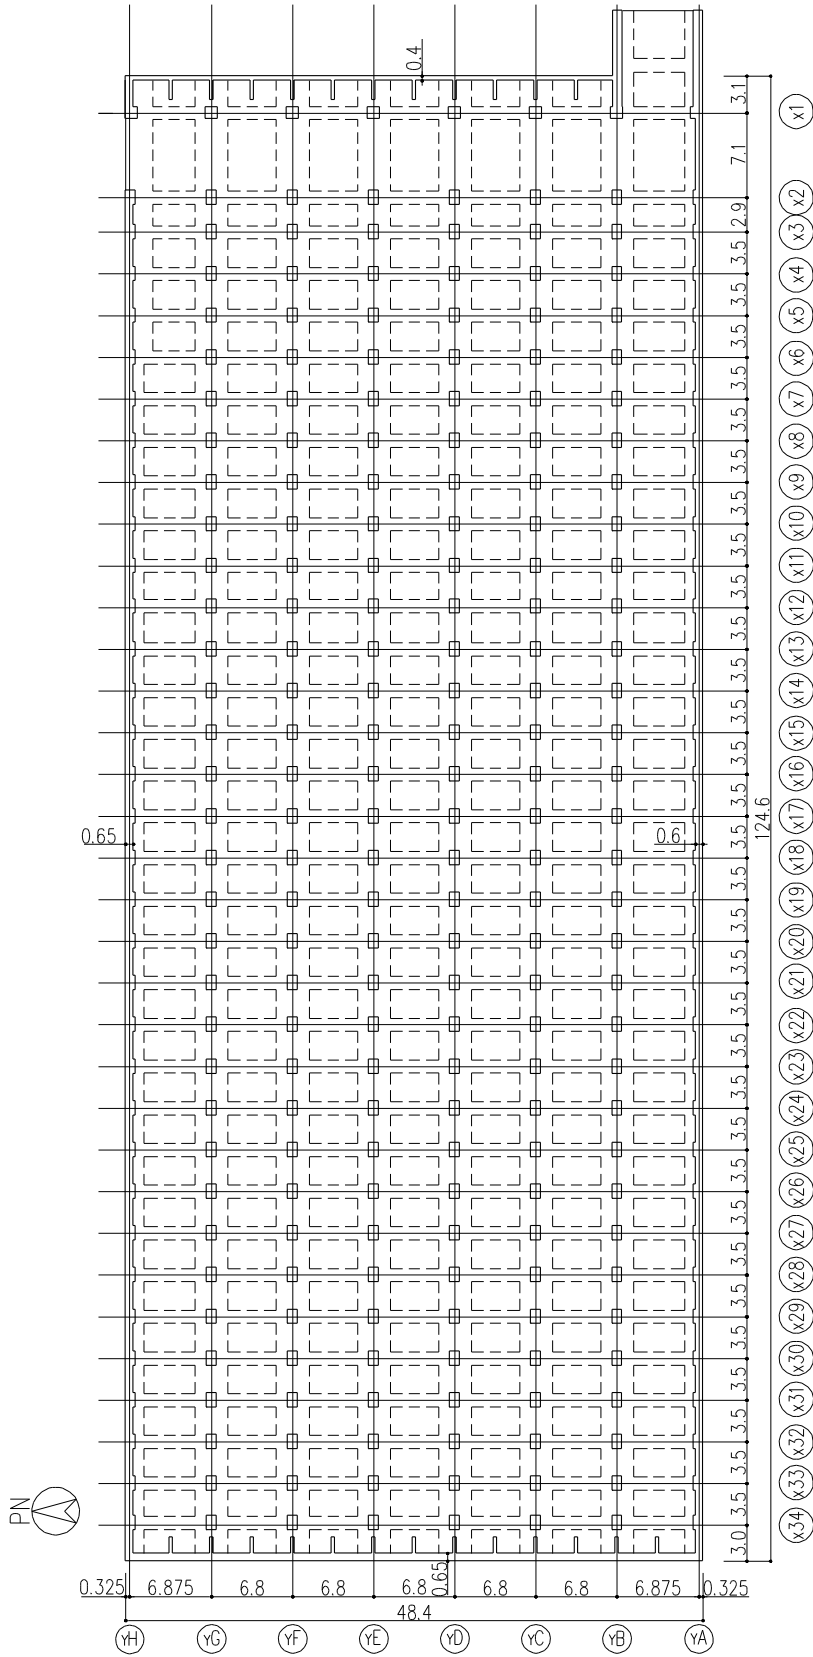 0.4
3.1
x1
7.1
x2
2.9
x3
3.5
x4
3.5
x5
3.5
x6
3.5
x7
3.5
x8
3.5
x9
3.5
x10
3.5
x11
3.5
x12
3.5
x13
3.5
x14
3.5
x15
3.5
x16
3.5
x17
124.6
0.65
0.6
3.5
x18
3.5
x19
3.5
x20
3.5
x21
3.5
x22
3.5
x23
3.5
x24
3.5
x25
3.5
x26
3.5
x27
3.5
x28
3.5
x29
3.5
x30
3.5
x31
3.5
x32
3.5
x33
PN
3.5
x34
3.0
0.65
0.325 6.875 6.8 6.8 6.8 6.8 6.8 6.875 0.325
48.4
YH YG YF YE YD YC YB YA